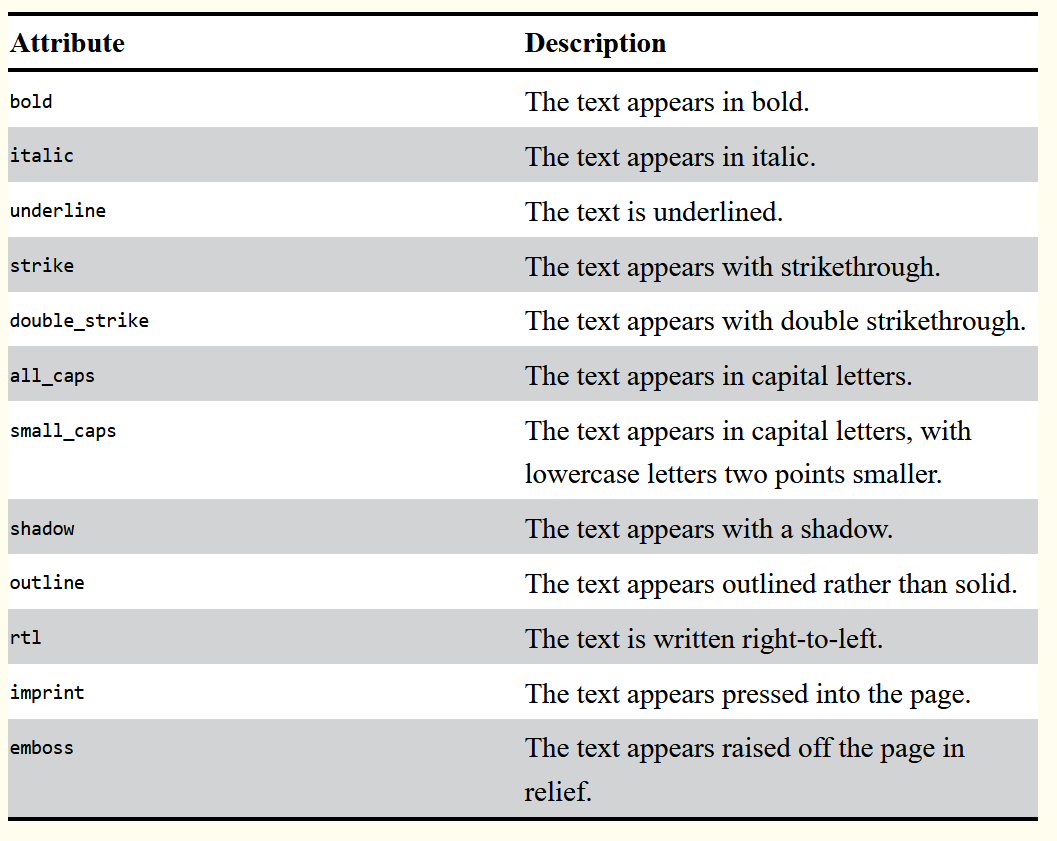 Attribute Description
bold The text appears in bold.
italic The text appears in italic.
underline The text is underlined.
strike The text appears with strikethrough.
double_strike The text appears with double strikethrough.
all_caps The text appears in capital letters.
small_caps The text appears in capital letters, with
lowercase letters two points smaller.
shadow The text appears with a shadow.
outline The text appears outlined rather than solid.
rtl The text is written right-to-left.
imprint The text appears pressed into the page.
emboss The text appears raised off the page in
relief.